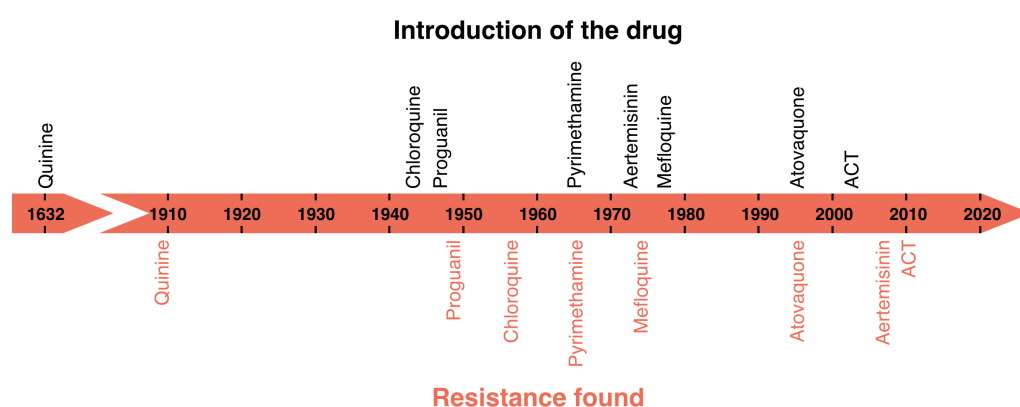 Introduction of the drug
Quinine
Chloroquine
Proguanil
Pyrimethamine
Aertemisinin
Mefloquine
Atovaquone
ACT
1632 1910 1920 1930 1940 1950 1960 1970 1980 1990 2000 2010 2020
Quinine
Proguanil
Chloroquine
Pyrimethamine
Mefloquine
Atovaquone
Aertemisinin
ACT
Resistance found